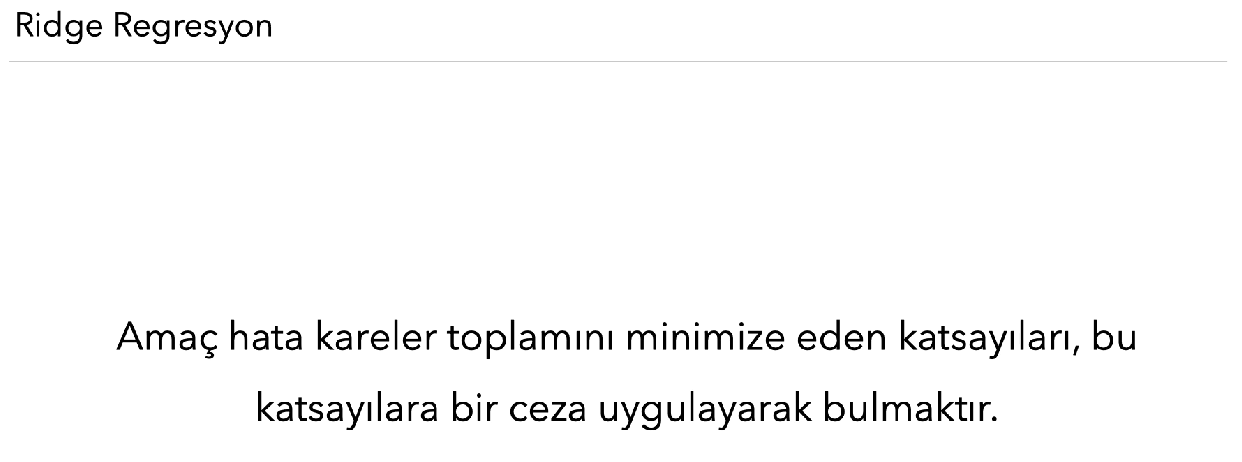 Ridge Regresyon
Amaç hata kareler toplamını minimize eden katsayıları, bu
katsayılara bir ceza uygulayarak bulmaktır.